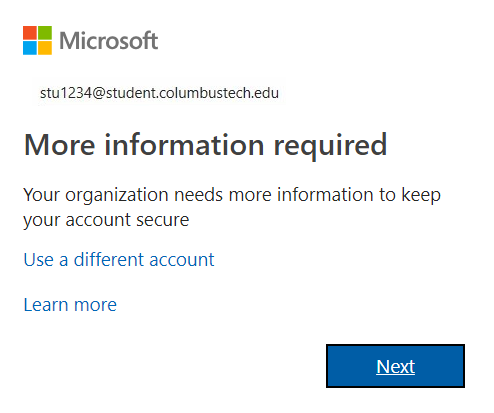 Microsoft
stu1234@student.columbustech.edu
More information required
Your organization needs more information to keep
your account secure
Use a different account
Learn more
Next